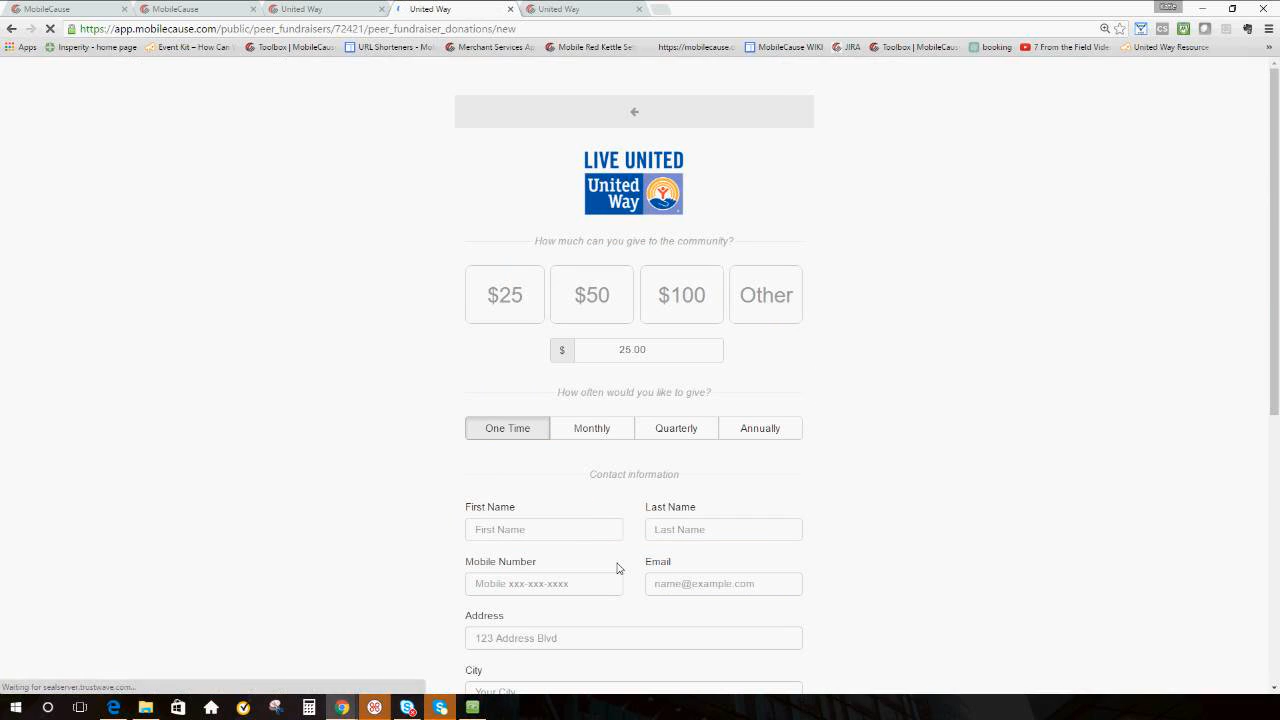 MobileCause
MobileCause
United Way
United Way
United Way
Katie
https://app.mobilecause.com/public/peer_fundraisers/72421/peer_fundraiser_donations/new
Apps
Insperity - home page
Event Kit – How Can I
Toolbox | MobileCaus
URL Shorteners - Mo
Merchant Services Ap
Mobile Red Kettle Se
https://mobilecause.c
MobileCause WIKI
JIRA
Toolbox | MobileCaus
booking
7 From the Field Vide
United Way Resource
LIVE UNITED
United
Way
How much can you give to the community?
$25 $50 $100 Other
$ 25.00
How often would you like to give?
One Time Monthly Quarterly Annually
Contact information
First Name Last Name
First Name Last Name
Mobile Number Email
Mobile xxx-xxx-xxxx name@example.com
Address
123 Address Blvd
City
Your City
Waiting for sealserver.trustwave.com...